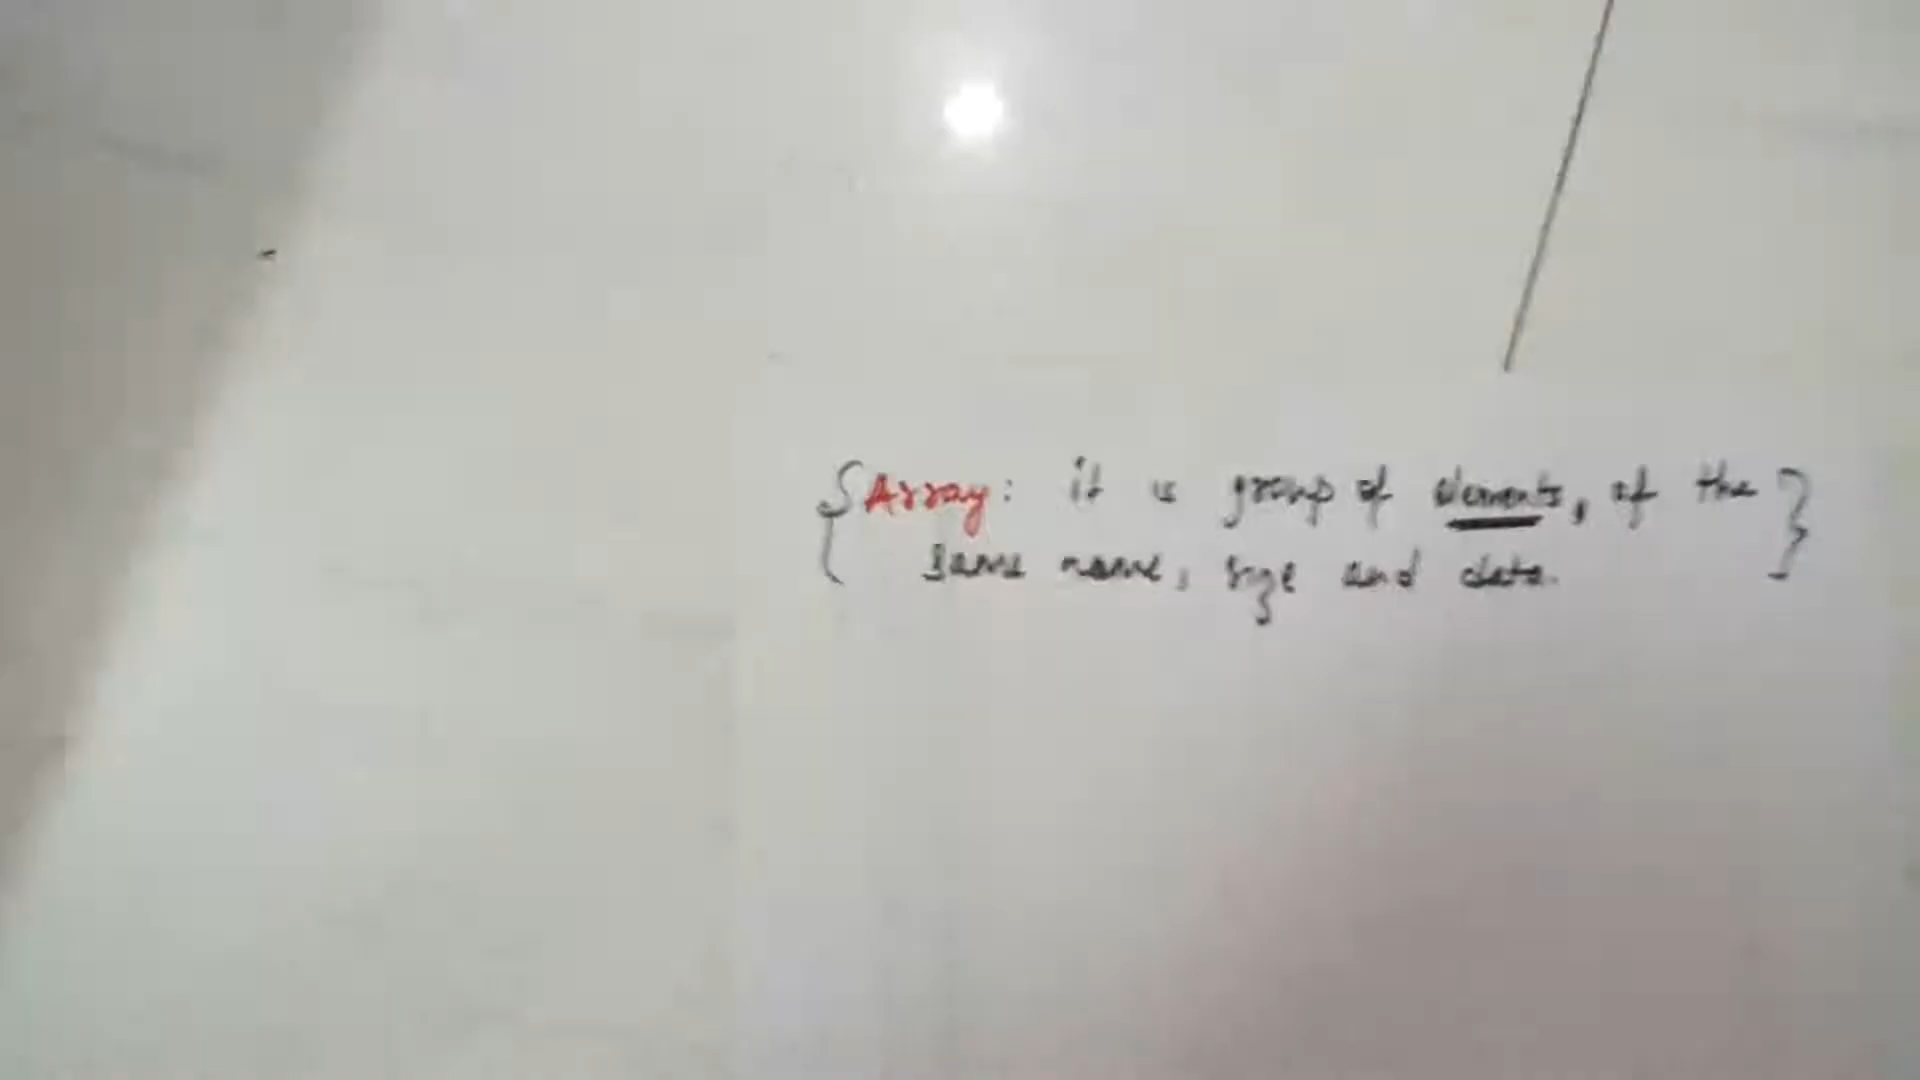 {Array: it is group of elements, of the}
same name, size and data.